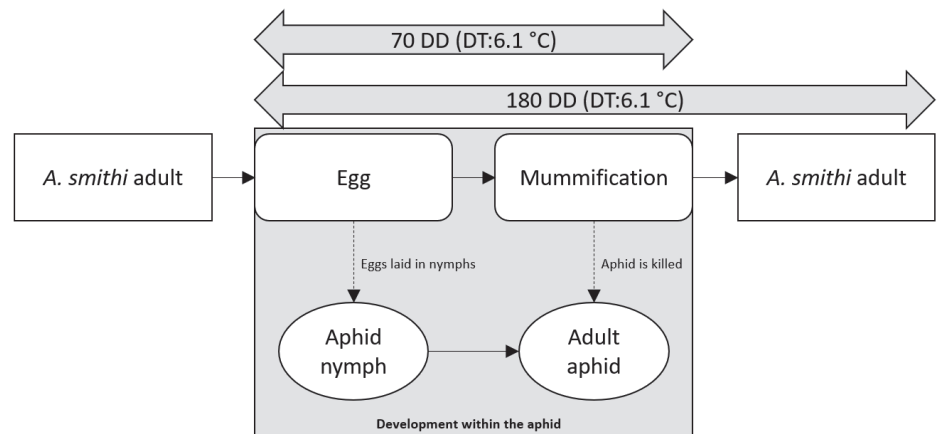 70 DD (DT:6.1 °C)
180 DD (DT:6.1 °C)
A. smithi adult
Egg
Mummification
A. smithi adult
Eggs laid in nymphs
Aphid is killed
Aphid
nymph
Adult
aphid
Development within the aphid